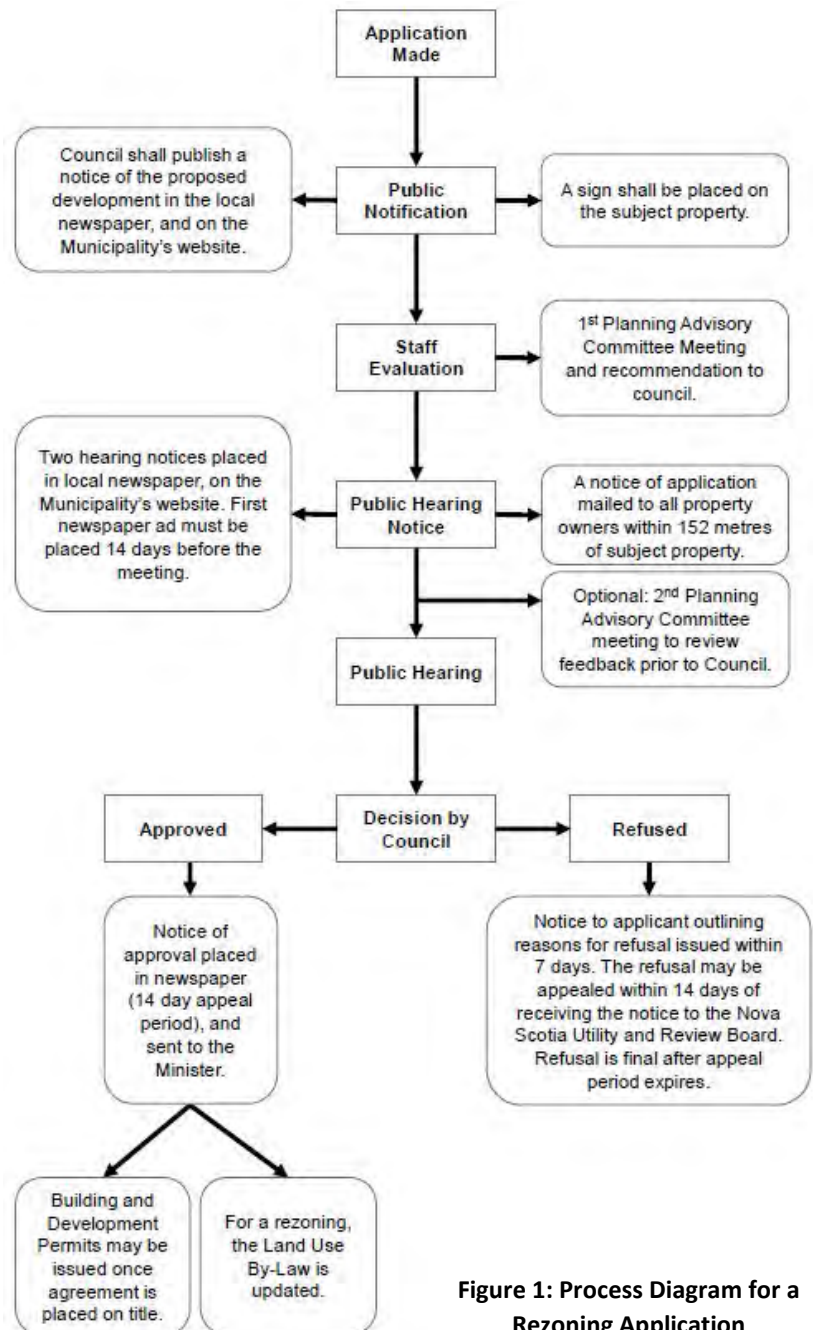 Application
Made
Council shall publish a
notice of the proposed
development in the local
newspaper, and on the
Municipality's website.
Public
Notification
A sign shall be placed on
the subject property.
Staff
Evaluation
1st Planning Advisory
Committee Meeting
and recommendation to
council.
Two hearing notices placed
in local newspaper, on the
Municipality's website. First
newspaper ad must be
placed 14 days before the
meeting.
Public Hearing
Notice
A notice of application
mailed to all property
owners within 152 metres
of subject property.
Optional: 2nd Planning
Advisory Committee
meeting to review
feedback prior to Council.
Public Hearing
Approved
Decision by
Council
Refused
Notice of
approval placed
in newspaper
(14 day appeal
period), and
sent to the
Minister.
Notice to applicant outlining
reasons for refusal issued within
7 days. The refusal may be
appealed within 14 days of
receiving the notice to the Nova
Scotia Utility and Review Board.
Refusal is final after appeal
period expires.
Building and
Development
Permits may be
issued once
agreement is
placed on title.
For a rezoning,
the Land Use
By-Law is
updated.
Figure 1: Process Diagram for a
Rezoning Application